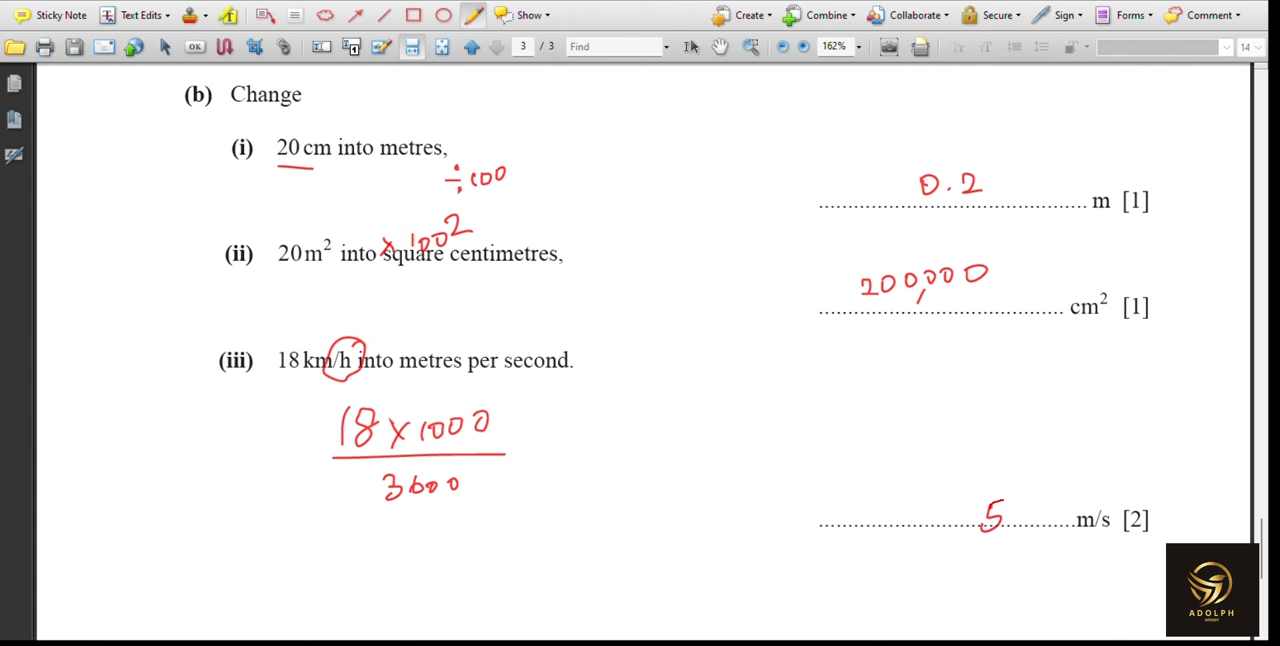 Sticky Note Text Edits Show Create Combine Collaborate Secure Sign Forms Comment
OK 3 / 3 Find 162% 14
(b) Change
(i) 20 cm into metres,
÷100
0.2
m [1]
×100²
(ii) 20 m² into square centimetres,
200,000
cm² [1]
(iii) 18 km/h into metres per second.
18 × 1000
3600
5
m/s [2]
ADOLPH